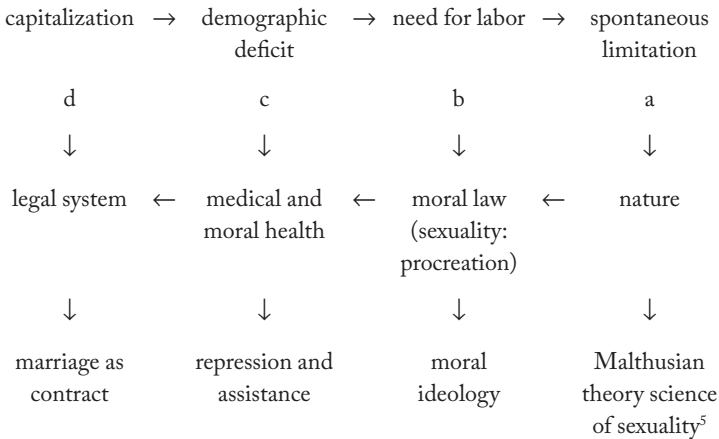 capitalization → demographic → need for labor → spontaneous
deficit limitation
d c b a
↓ ↓ ↓ ↓
legal system ← medical and ← moral law ← nature
moral health (sexuality:
procreation)
↓ ↓ ↓ ↓
marriage as repression and moral Malthusian
contract assistance ideology theory science
of sexuality⁵